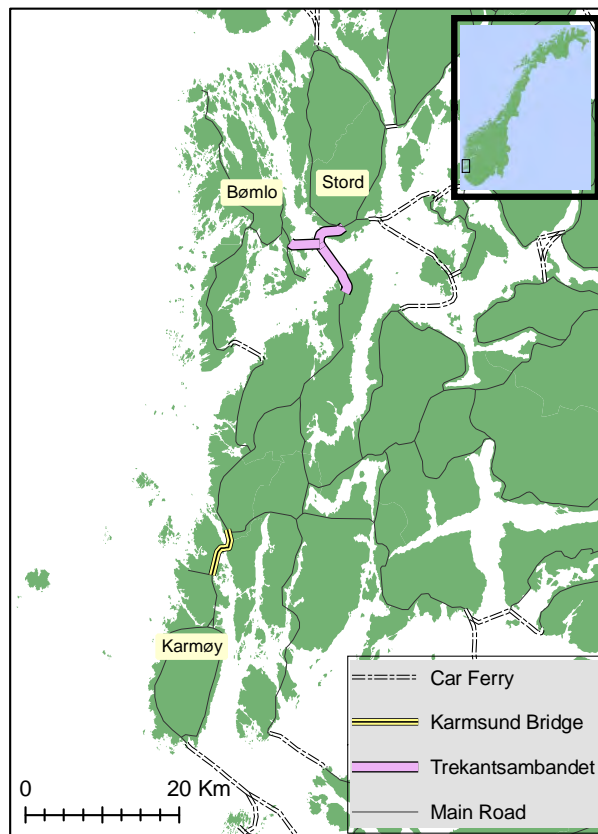 Bømlo
Stord
Karmøy
Car Ferry
Karmsund Bridge
Trekantsambandet
Main Road
0 20 Km